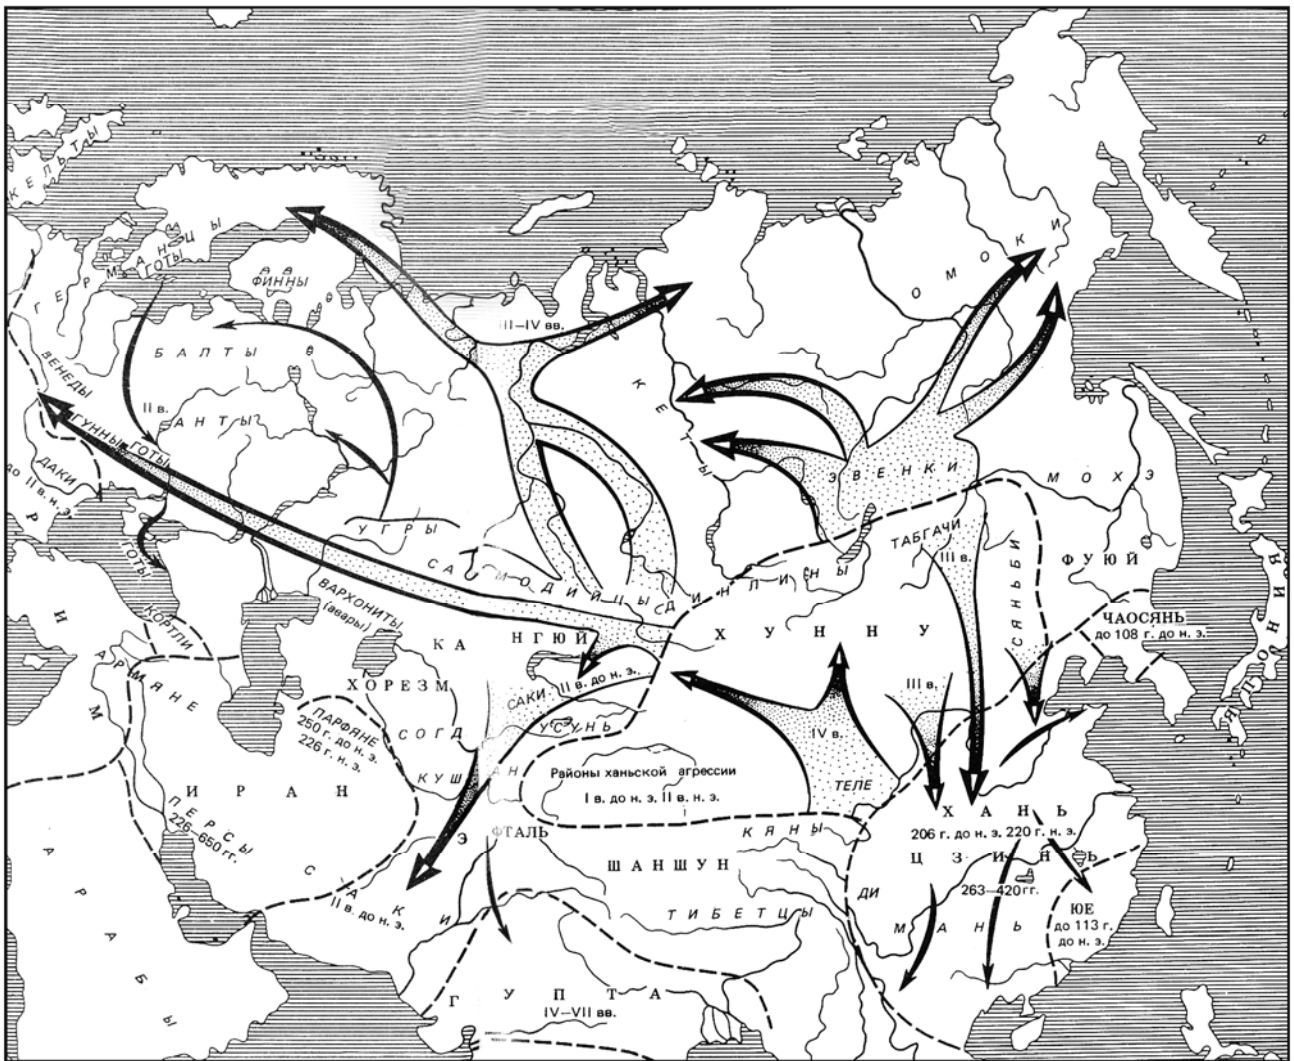 КЕЛЬТЫ
ГЕРМАНЦЫ
ГОТЫ
ФИННЫ
БАЛТЫ
ВЕНЕДЫ
II в.
АНТЫ
ГУННЫ
ГОТЫ
ДАКИ
до
II в. н. э.
Р
И
М
ГОТЫ
УГРЫ
САМОДИЙЦЫ
III–IV вв.
КЕТЫ
ОМОКИ
ЭВЕНКИ
МОХЭ
ТАБГАЧИ
III в.
СЯНЬБИ
ФУЮЙ
ДИНЛИНЫ
ХУННУ
ЧАОСЯНЬ
до 108 г. до н. э.
ЯПОНИЯ
ВАРХОНИТЫ
(авары)
КАНГЮЙ
КОРТЛИ
АРМЯНЕ
ХОРЕЗМ
САКИ II в. до н. э.
УСУНЬ
СОГД
КУШАН
ПАРФЯНЕ
250 г. до н. э.
226 г. н. э.
ИРАН
ПЕРСЫ
226–650 гг.
Районы ханьской агрессии
I в. до н. э. II в. н. э.
III в.
IV в.
ТЕЛЕ
КЯНЫ
ХАНЬ
206 г. до н. э. 220 г. н. э.
ЦЗИНЬ
263–420 гг.
ЭФТАЛЬ
ШАНШУН
ТИБЕТЦЫ
ДИ
МАНЬ
ЮЕ
до 113 г.
до н. э.
САКИ
II в. до н. э.
АРАБЫ
ГУПТА
IV–VII вв.